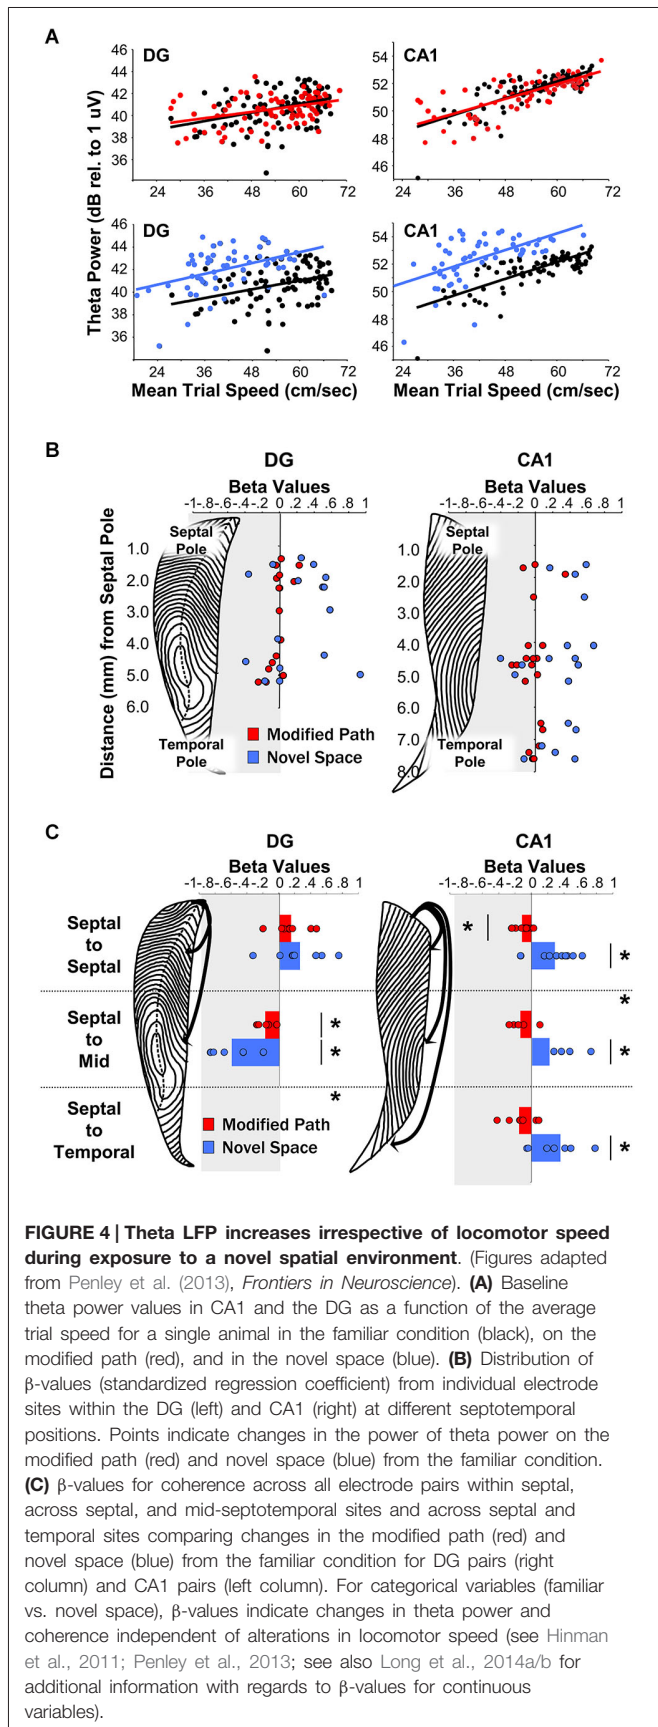 A
DG
CA1
Theta Power (dB rel. to 1 uV)
46
44
42
40
38
36
54
52
50
48
46
24 36 48 60 72
24 36 48 60 72
DG
CA1
46
44
42
40
38
36
54
52
50
48
46
24 36 48 60 72
24 36 48 60 72
Mean Trial Speed (cm/sec)
Mean Trial Speed (cm/sec)
B
DG
CA1
Beta Values
Beta Values
-1-.8-.6-.4-.2 0 .2 .4 .6 .8 1
-1-.8-.6-.4-.2 0 .2 .4 .6 .8 1
Distance (mm) from Septal Pole
1.0
2.0
3.0
4.0
5.0
6.0
Septal
Pole
Temporal
Pole
Modified Path
Novel Space
1.0
2.0
3.0
4.0
5.0
6.0
7.0
8.0
Septal
Pole
Temporal
Pole
C
DG
CA1
Beta Values
Beta Values
-1-.8-.6-.4-.2 0 .2 .4 .6 .8 1
-1-.8-.6-.4-.2 0 .2 .4 .6 .8 1
Septal
to
Septal
*
*
*
Septal
to
Mid
*
*
*
*
Septal
to
Temporal
Modified Path
Novel Space
*
FIGURE 4 | Theta LFP increases irrespective of locomotor speed
during exposure to a novel spatial environment. (Figures adapted
from Penley et al. (2013), Frontiers in Neuroscience). (A) Baseline
theta power values in CA1 and the DG as a function of the average
trial speed for a single animal in the familiar condition (black), on the
modified path (red), and in the novel space (blue). (B) Distribution of
β-values (standardized regression coefficient) from individual electrode
sites within the DG (left) and CA1 (right) at different septotemporal
positions. Points indicate changes in the power of theta power on the
modified path (red) and novel space (blue) from the familiar condition.
(C) β-values for coherence across all electrode pairs within septal,
across septal, and mid-septotemporal sites and across septal and
temporal sites comparing changes in the modified path (red) and
novel space (blue) from the familiar condition for DG pairs (right
column) and CA1 pairs (left column). For categorical variables (familiar
vs. novel space), β-values indicate changes in theta power and
coherence independent of alterations in locomotor speed (see Hinman
et al., 2011; Penley et al., 2013; see also Long et al., 2014a/b for
additional information with regards to β-values for continuous
variables).